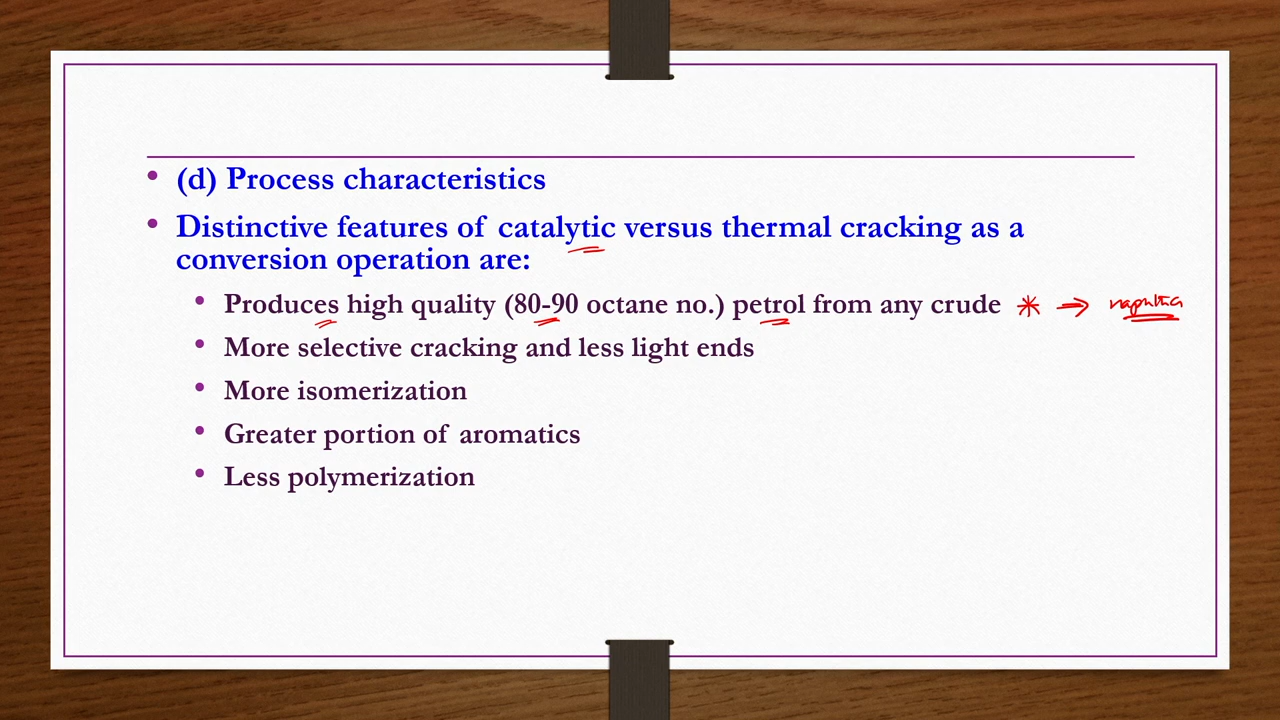 • (d) Process characteristics
• Distinctive features of catalytic versus thermal cracking as a
conversion operation are:
• Produces high quality (80-90 octane no.) petrol from any crude * → naphtha
• More selective cracking and less light ends
• More isomerization
• Greater portion of aromatics
• Less polymerization